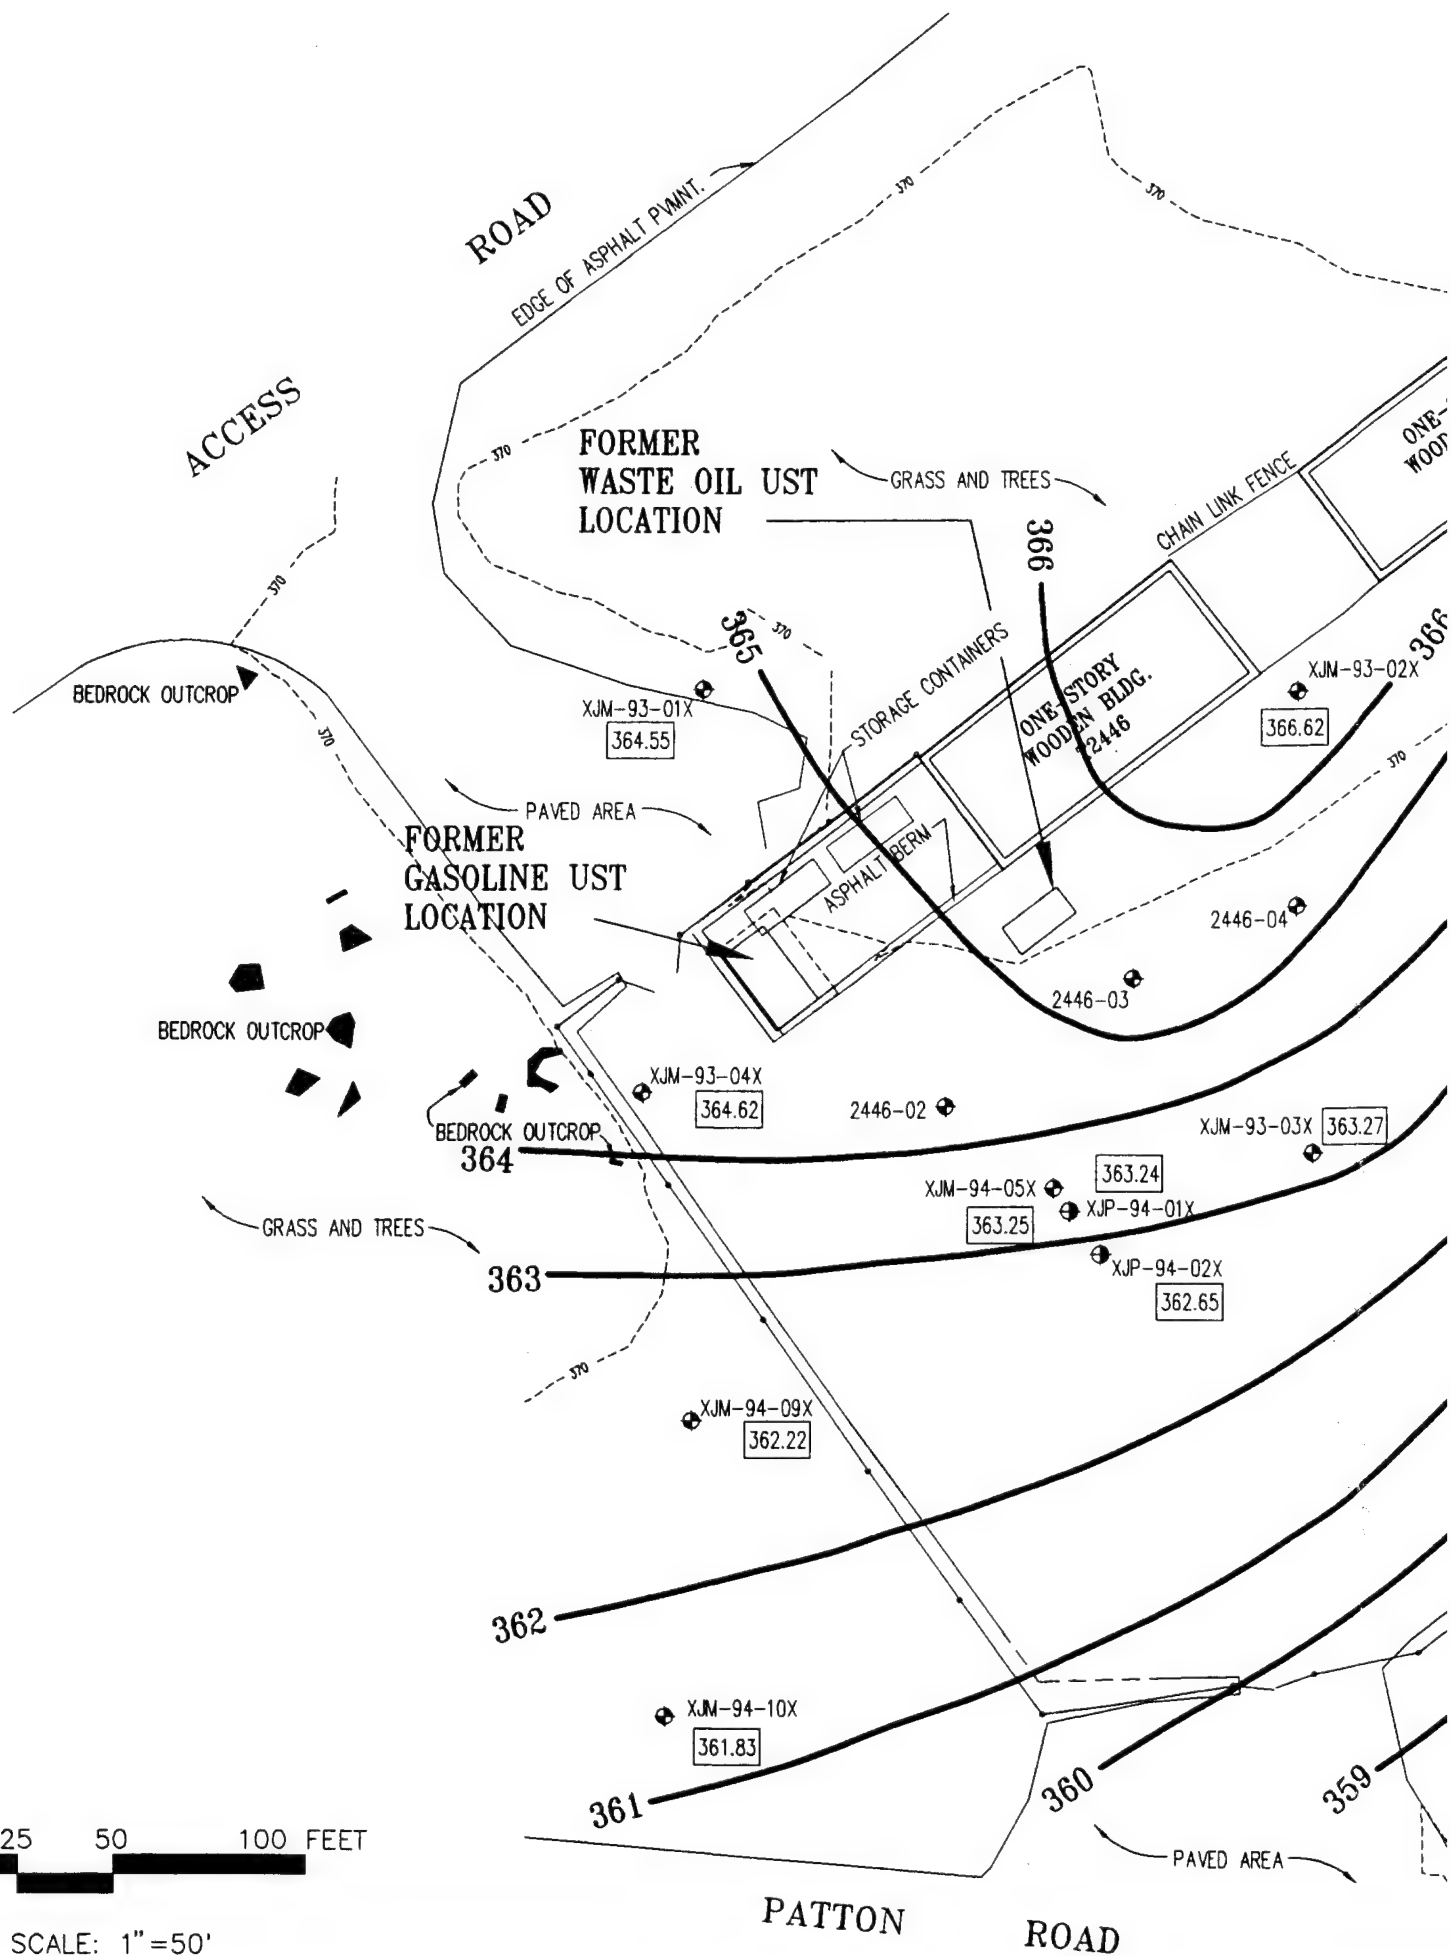 370
370
ROAD
EDGE OF ASPHALT PVMNT.
ACCESS
370
FORMER
WASTE OIL UST
LOCATION
GRASS AND TREES
ONE-
CHAIN LINK FENCE
366
370
365
370
STORAGE CONTAINERS
366
BEDROCK OUTCROP
XJM-93-01X
364.55
ONE-STORY
WOODEN BLDG.
XJM-93-02X
366.62
370
370
PAVED AREA
FORMER
GASOLINE UST
LOCATION
ASPHALT BERM
2446-04
2446-03
BEDROCK OUTCROP
XJM-93-04X
364.62
2446-02
XJM-93-03X
363.27
BEDROCK OUTCROP
364
363.24
XJM-94-05X
363.25
XJP-94-01X
GRASS AND TREES
363
XJP-94-02X
362.65
370
XJM-94-09X
362.22
362
XJM-94-10X
361.83
361
360
359
25 50 100 FEET
PAVED AREA
PATTON ROAD
SCALE: 1"=50'